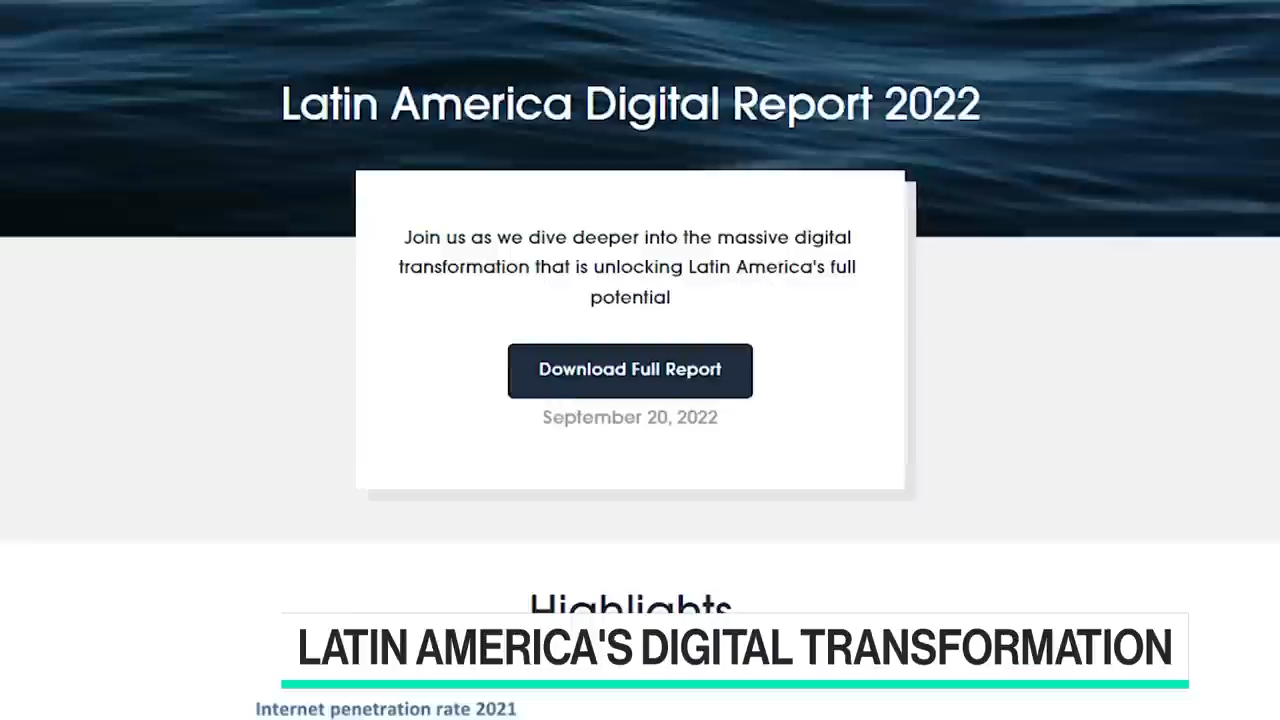 Latin America Digital Report 2022
Join us as we dive deeper into the massive digital
transformation that is unlocking Latin America's full
potential
Download Full Report
September 20, 2022
Highlights
LATIN AMERICA'S DIGITAL TRANSFORMATION
Internet penetration rate 2021